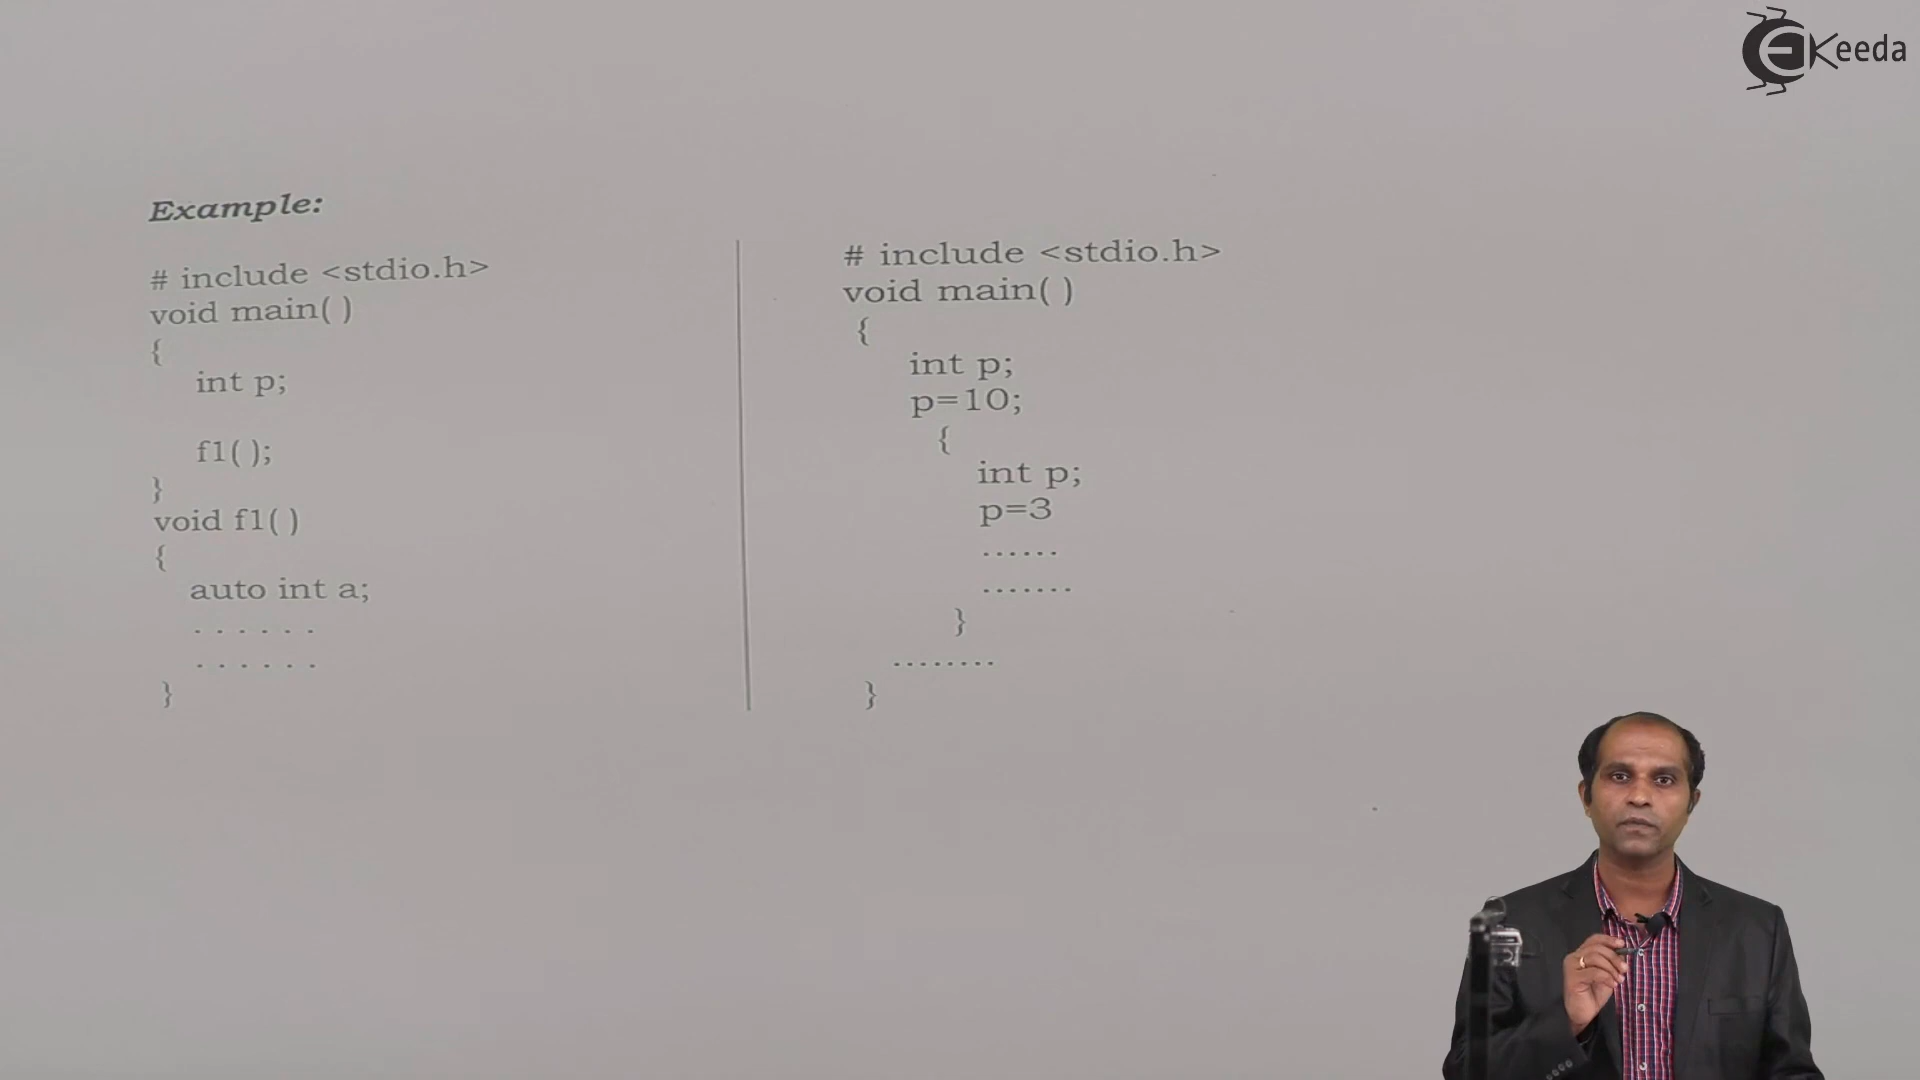 EKeeda
Example:
# include <stdio.h>
void main( )
{
int p;
f1( );
}
void f1( )
{
auto int a;
. . . . . .
. . . . . .
}
# include <stdio.h>
void main( )
{
int p;
p=10;
{
int p;
p=3
......
.......
}
........
}